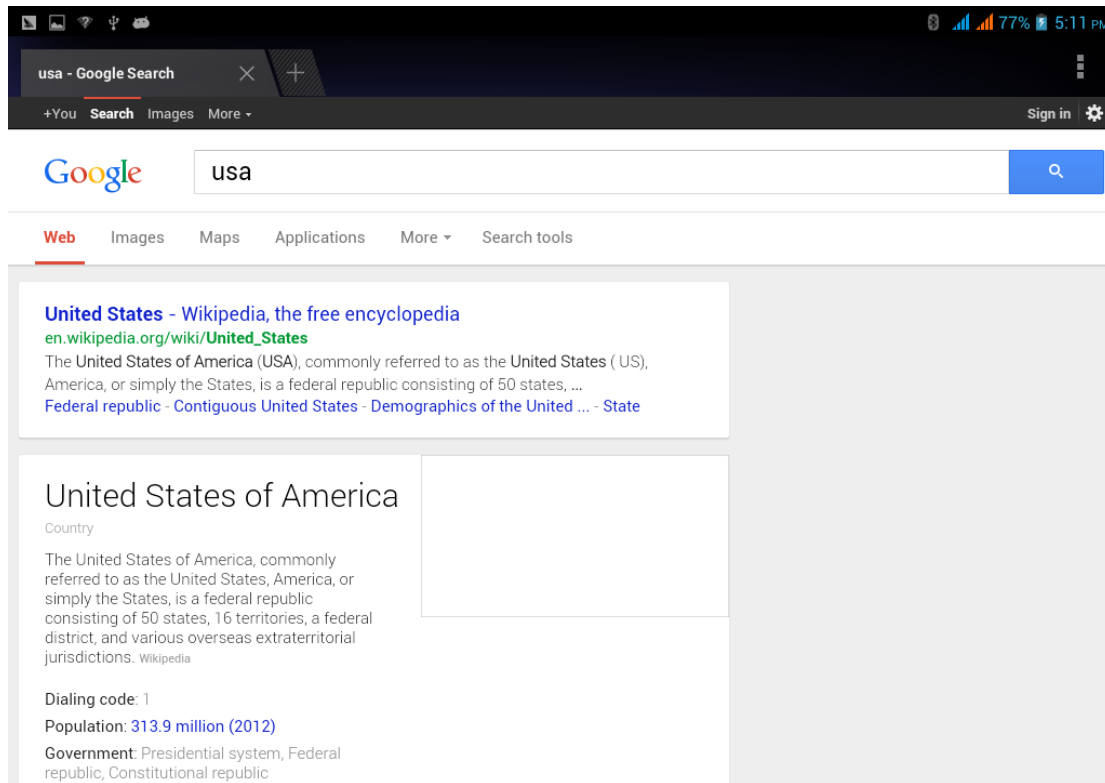 77% 5:11 PM
usa - Google Search
+You Search Images More
Sign in
Google usa
Web Images Maps Applications More Search tools
United States - Wikipedia, the free encyclopedia
en.wikipedia.org/wiki/United_States
The United States of America (USA), commonly referred to as the United States ( US),
America, or simply the States, is a federal republic consisting of 50 states, ...
Federal republic - Contiguous United States - Demographics of the United ... - State
United States of America
Country
The United States of America, commonly
referred to as the United States, America, or
simply the States, is a federal republic
consisting of 50 states, 16 territories, a federal
district, and various overseas extraterritorial
jurisdictions. Wikipedia
Dialing code: 1
Population: 313.9 million (2012)
Government: Presidential system, Federal
republic, Constitutional republic